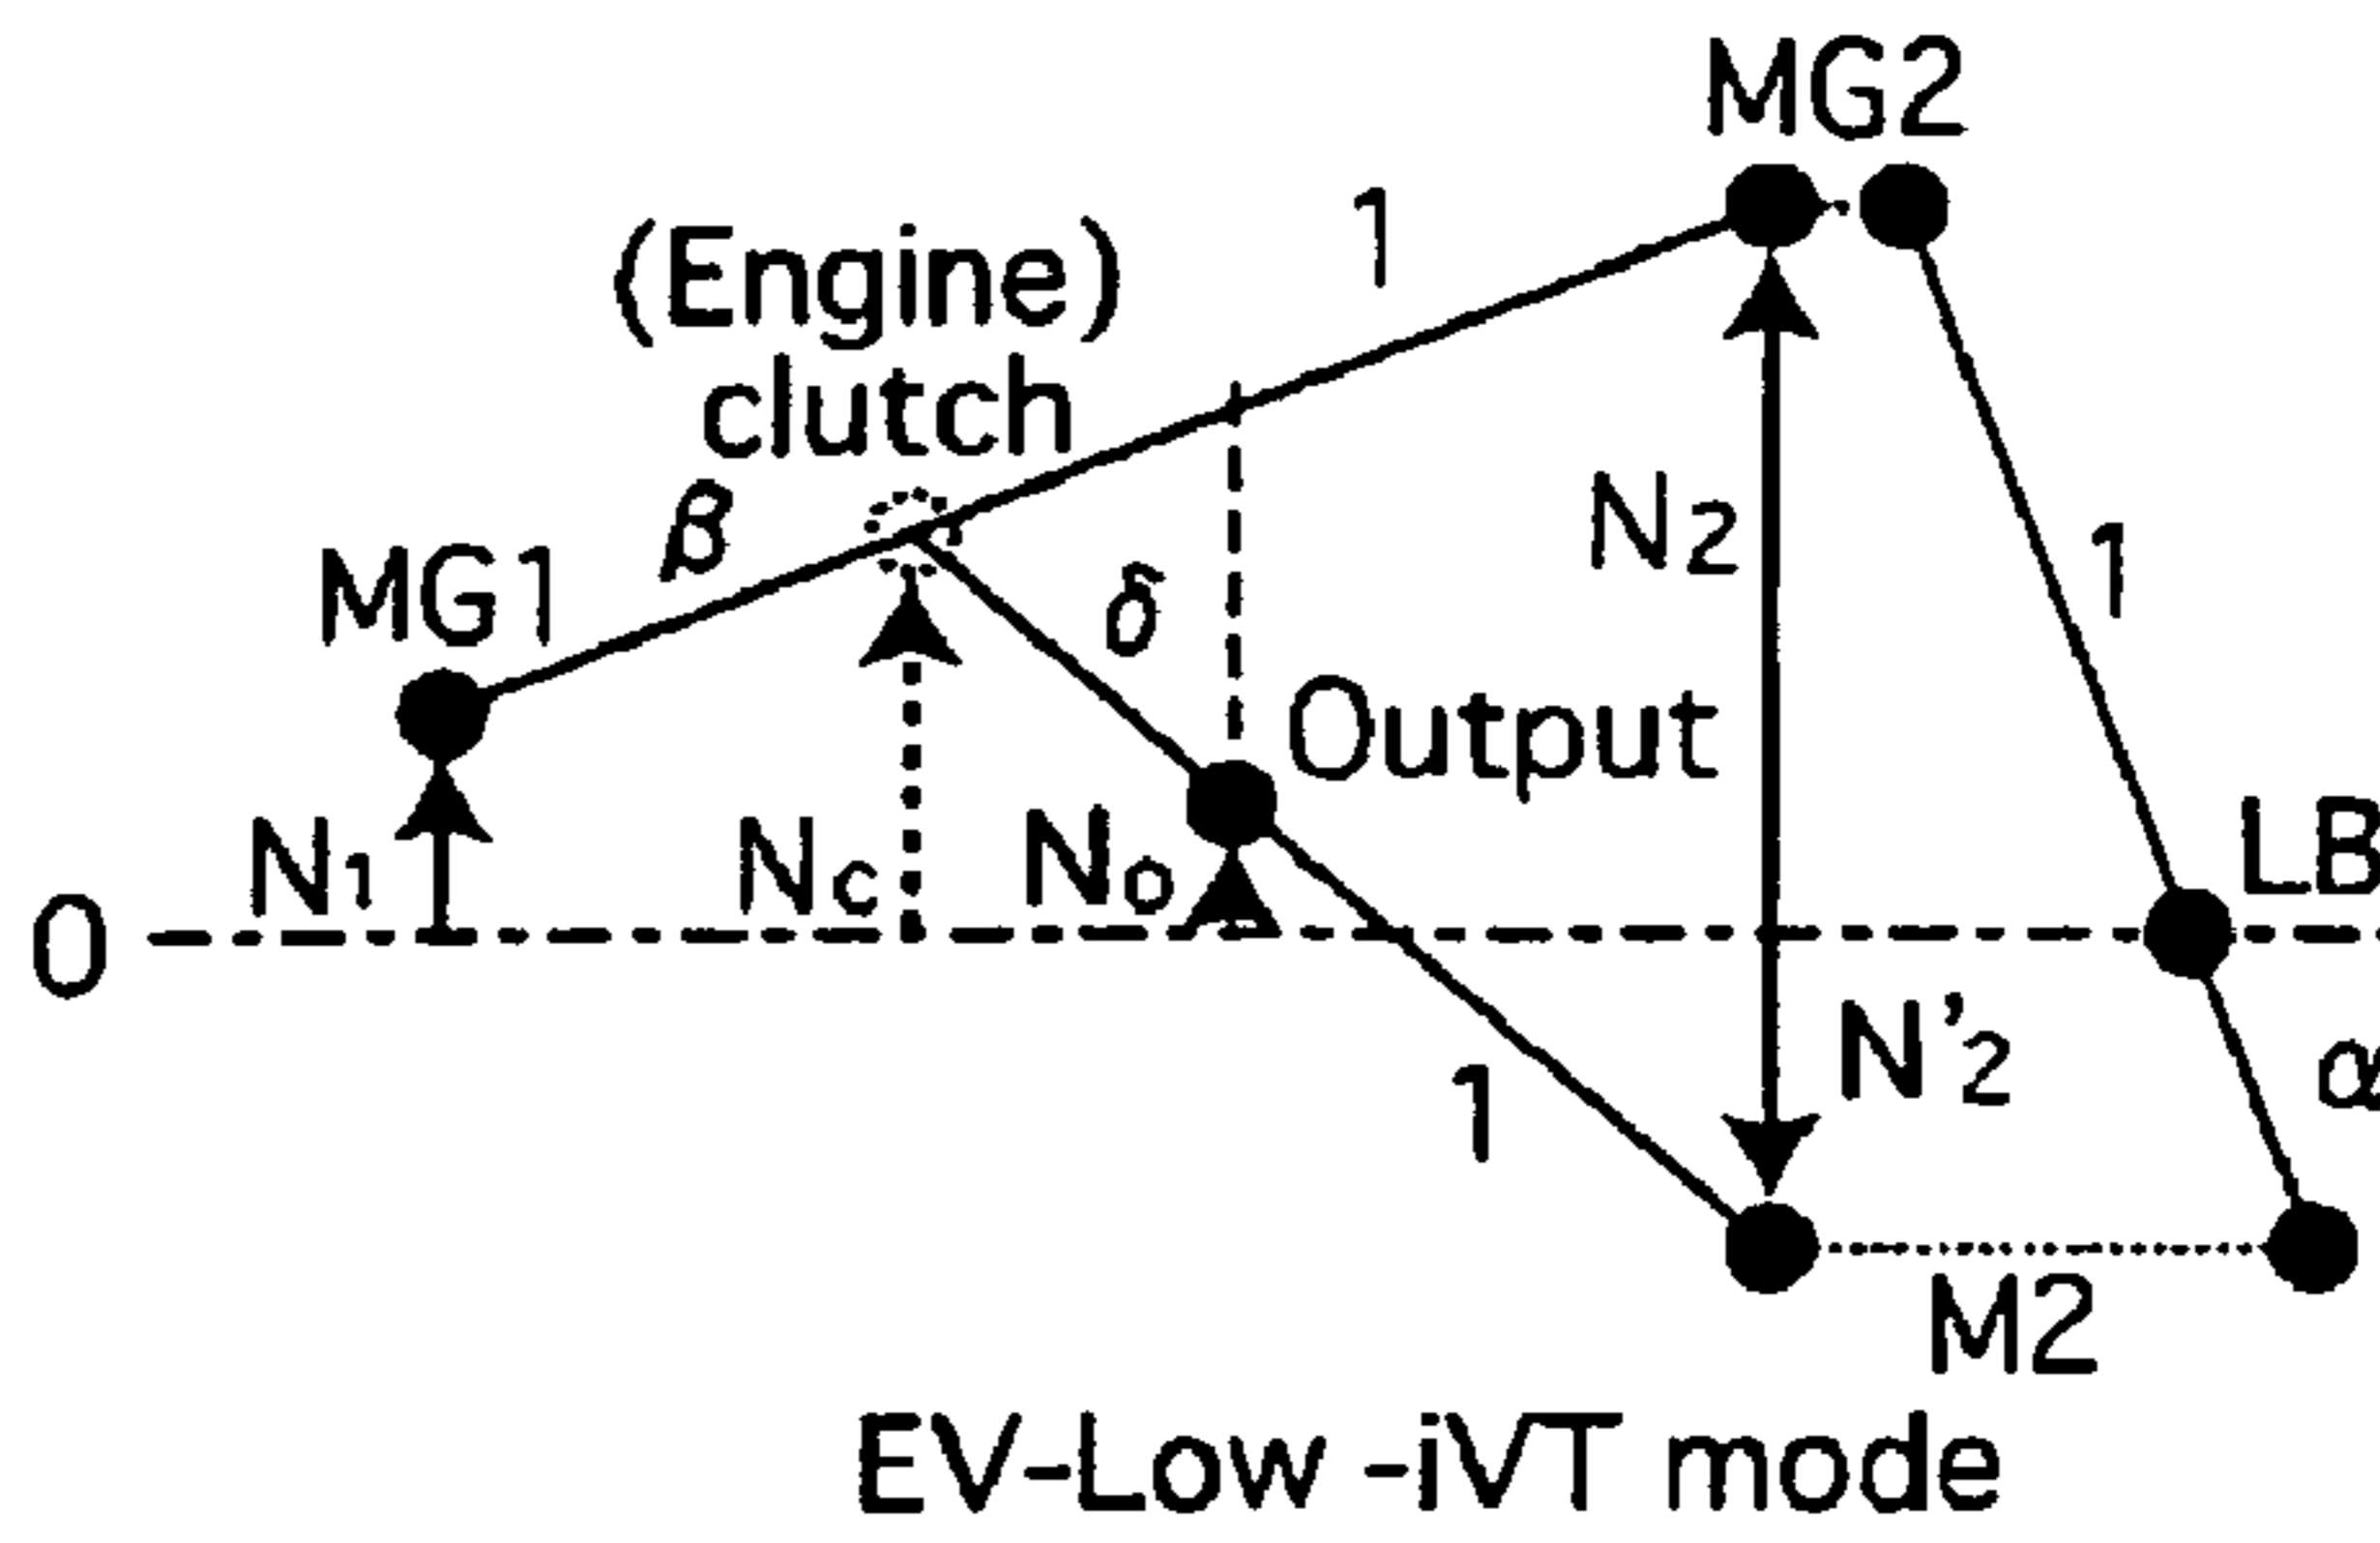 MG2
1
(Engine)
clutch
β
N2
1
MG1
δ
Output
LB
N1
Nc
No
0
N'2
α
1
M2
EV-Low-iVT mode